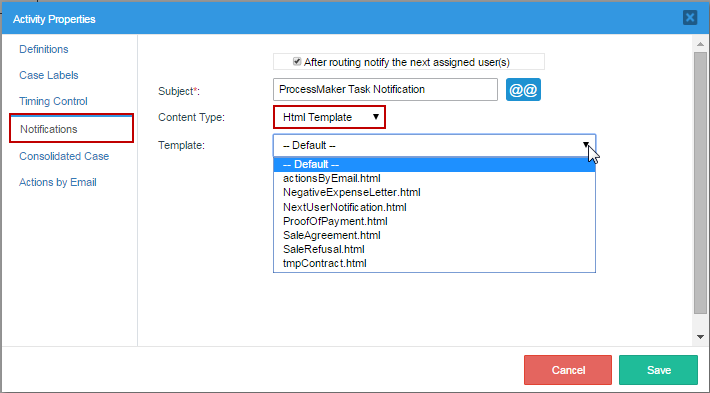 Activity Properties
Definitions
Case Labels
Timing Control
Notifications
Consolidated Case
Actions by Email
After routing notify the next assigned user(s)
Subject*: ProcessMaker Task Notification @@
Content Type: Html Template
Template: -- Default --
-- Default --
actionsByEmail.html
NegativeExpenseLetter.html
NextUserNotification.html
ProofOfPayment.html
SaleAgreement.html
SaleRefusal.html
tmpContract.html
Cancel Save